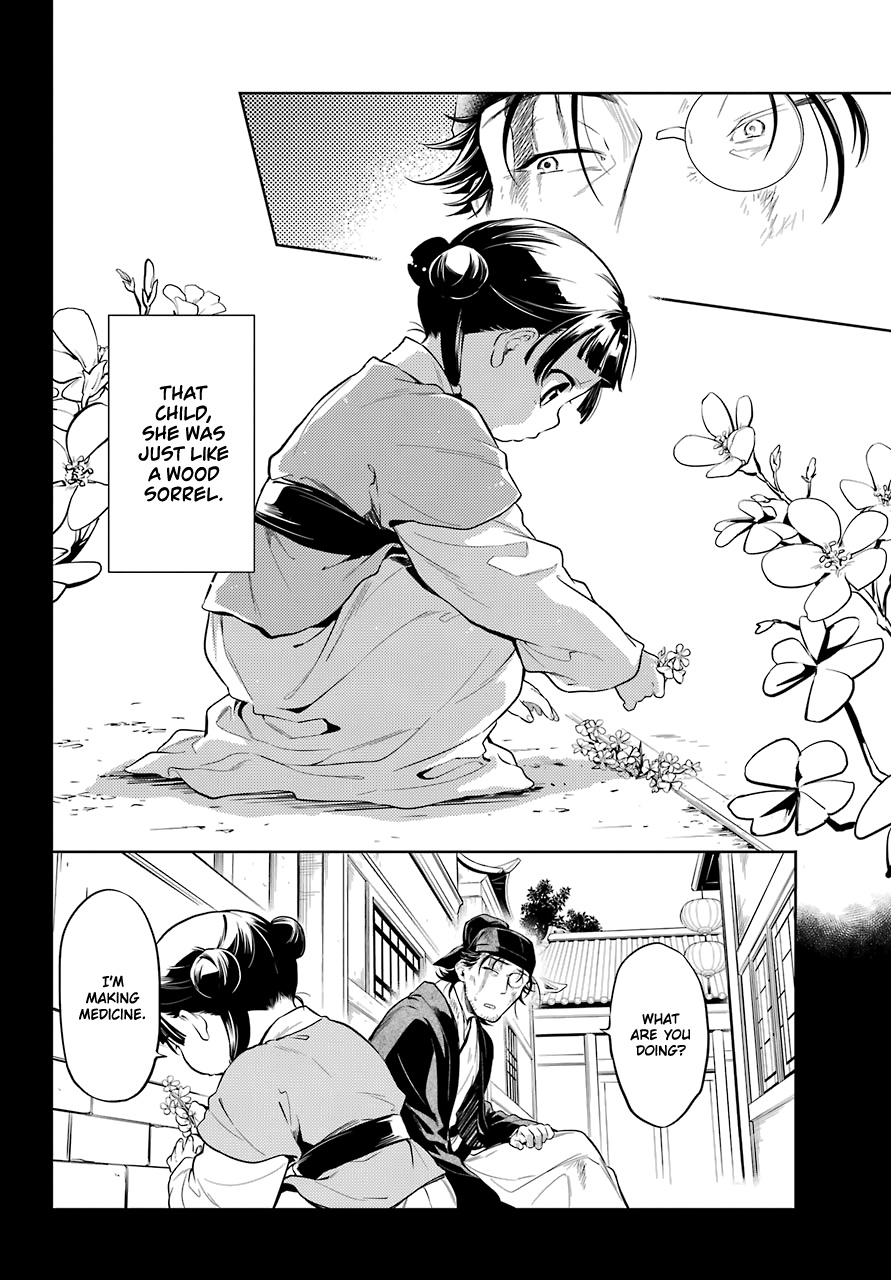 THAT
CHILD,
SHE WAS
JUST LIKE
A WOOD
SORREL.
WHAT
ARE YOU
DOING?
I'M
MAKING
MEDICINE.